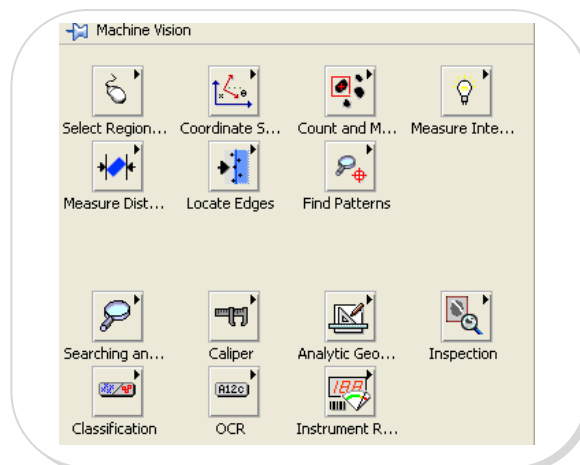 Machine Vision
Select Region... Coordinate S... Count and M... Measure Inte...
Measure Dist... Locate Edges Find Patterns
Searching an... Caliper Analytic Geo... Inspection
A12c
Classification OCR Instrument R...